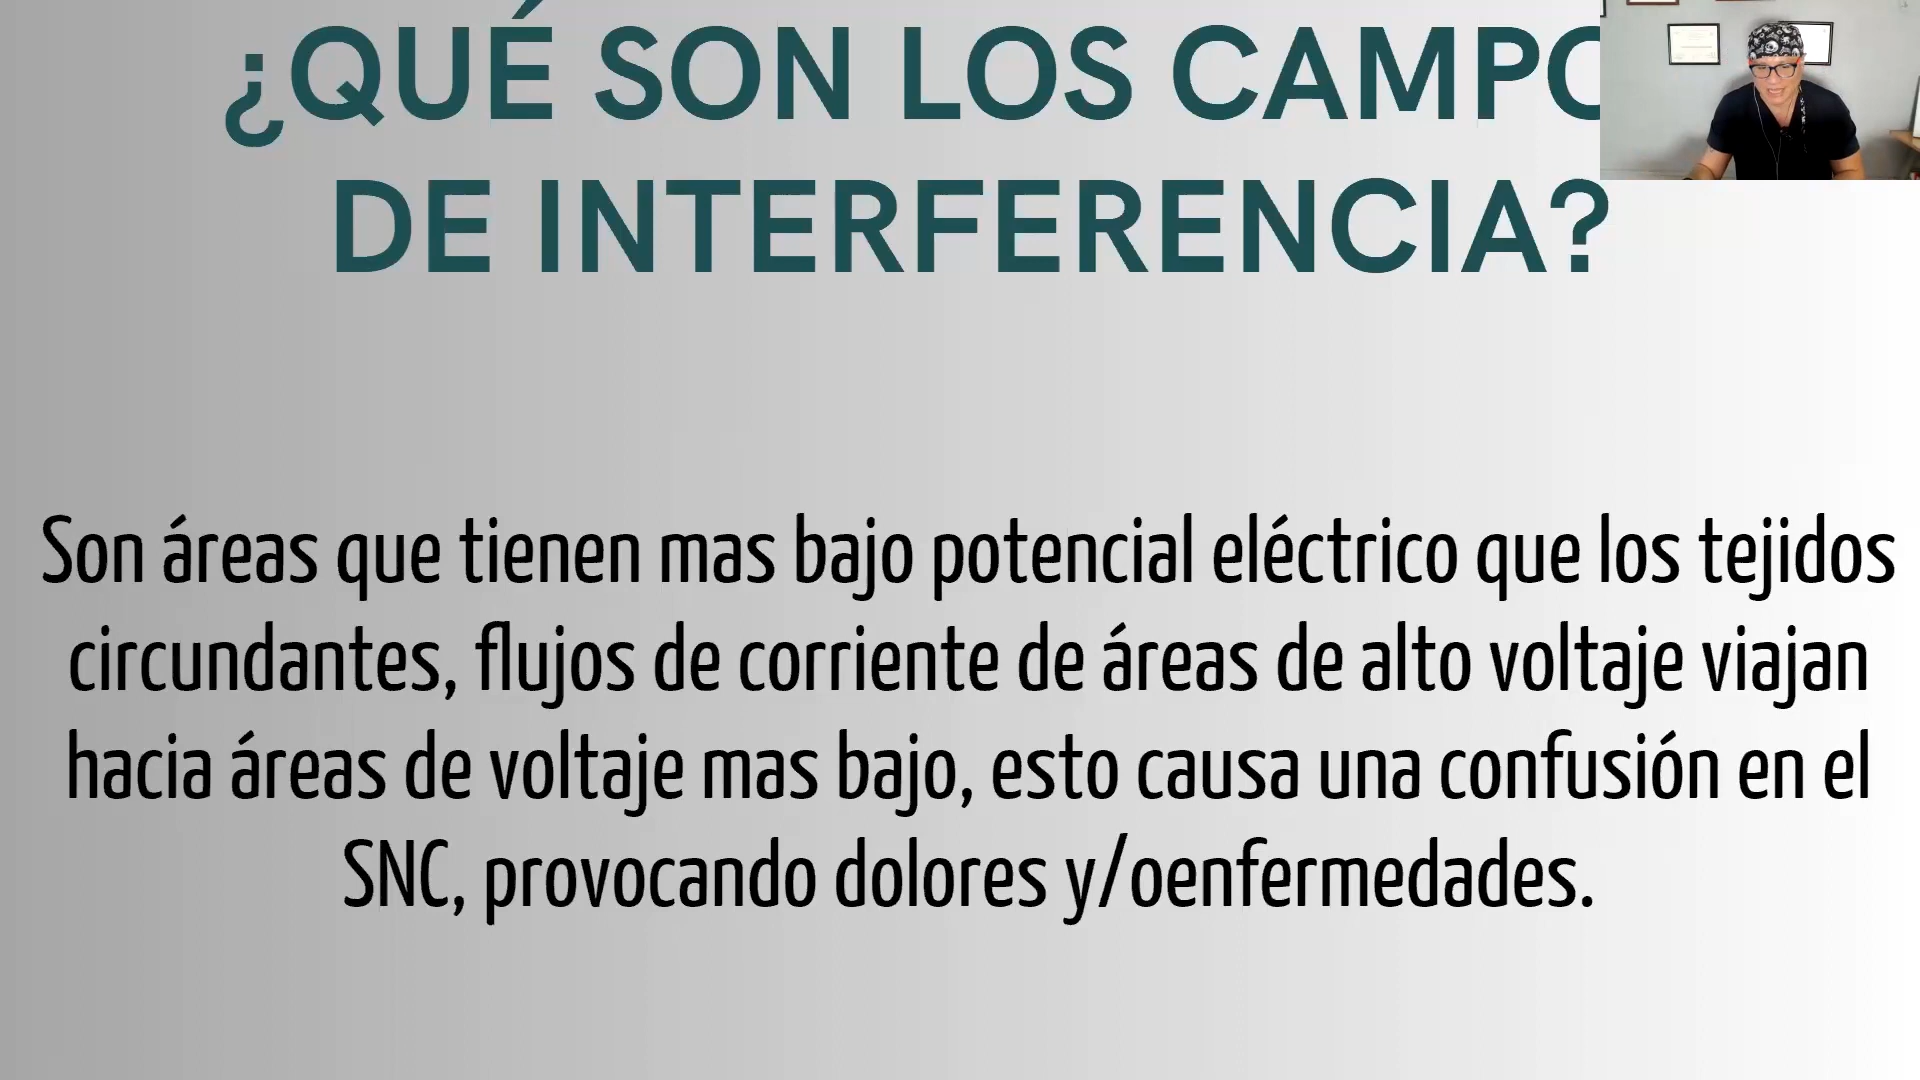 ¿QUÉ SON LOS CAMPO
DE INTERFERENCIA?
Son áreas que tienen mas bajo potencial eléctrico que los tejidos
circundantes, flujos de corriente de áreas de alto voltaje viajan
hacia áreas de voltaje mas bajo, esto causa una confusión en el
SNC, provocando dolores y/oenfermedades.